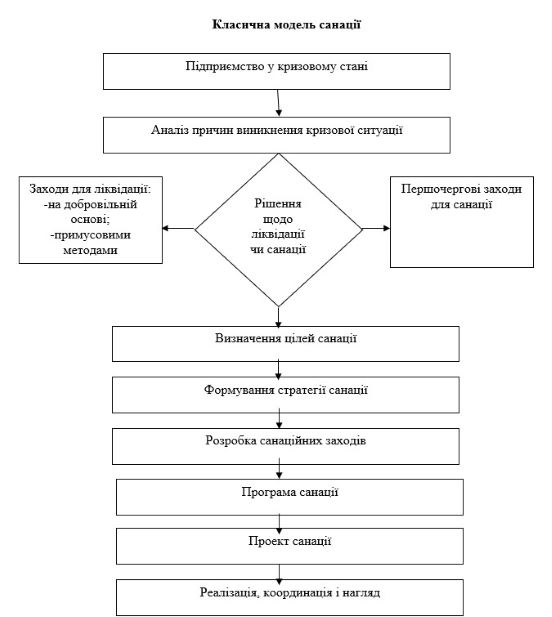 Класична модель санації
Підприємство у кризовому стані
Аналіз причин виникнення кризової ситуації
Заходи для ліквідації:
-на добровільній
основі;
-примусовими
методами
Рішення
щодо
ліквідації
чи санації
Першочергові заходи
для санації
Визначення цілей санації
Формування стратегії санації
Розробка санаційних заходів
Програма санації
Проект санації
Реалізація, координація і нагляд